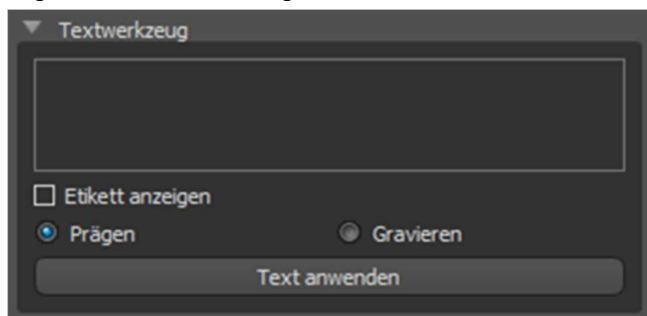 Textwerkzeug
Etikett anzeigen
Prägen Gravieren
Text anwenden